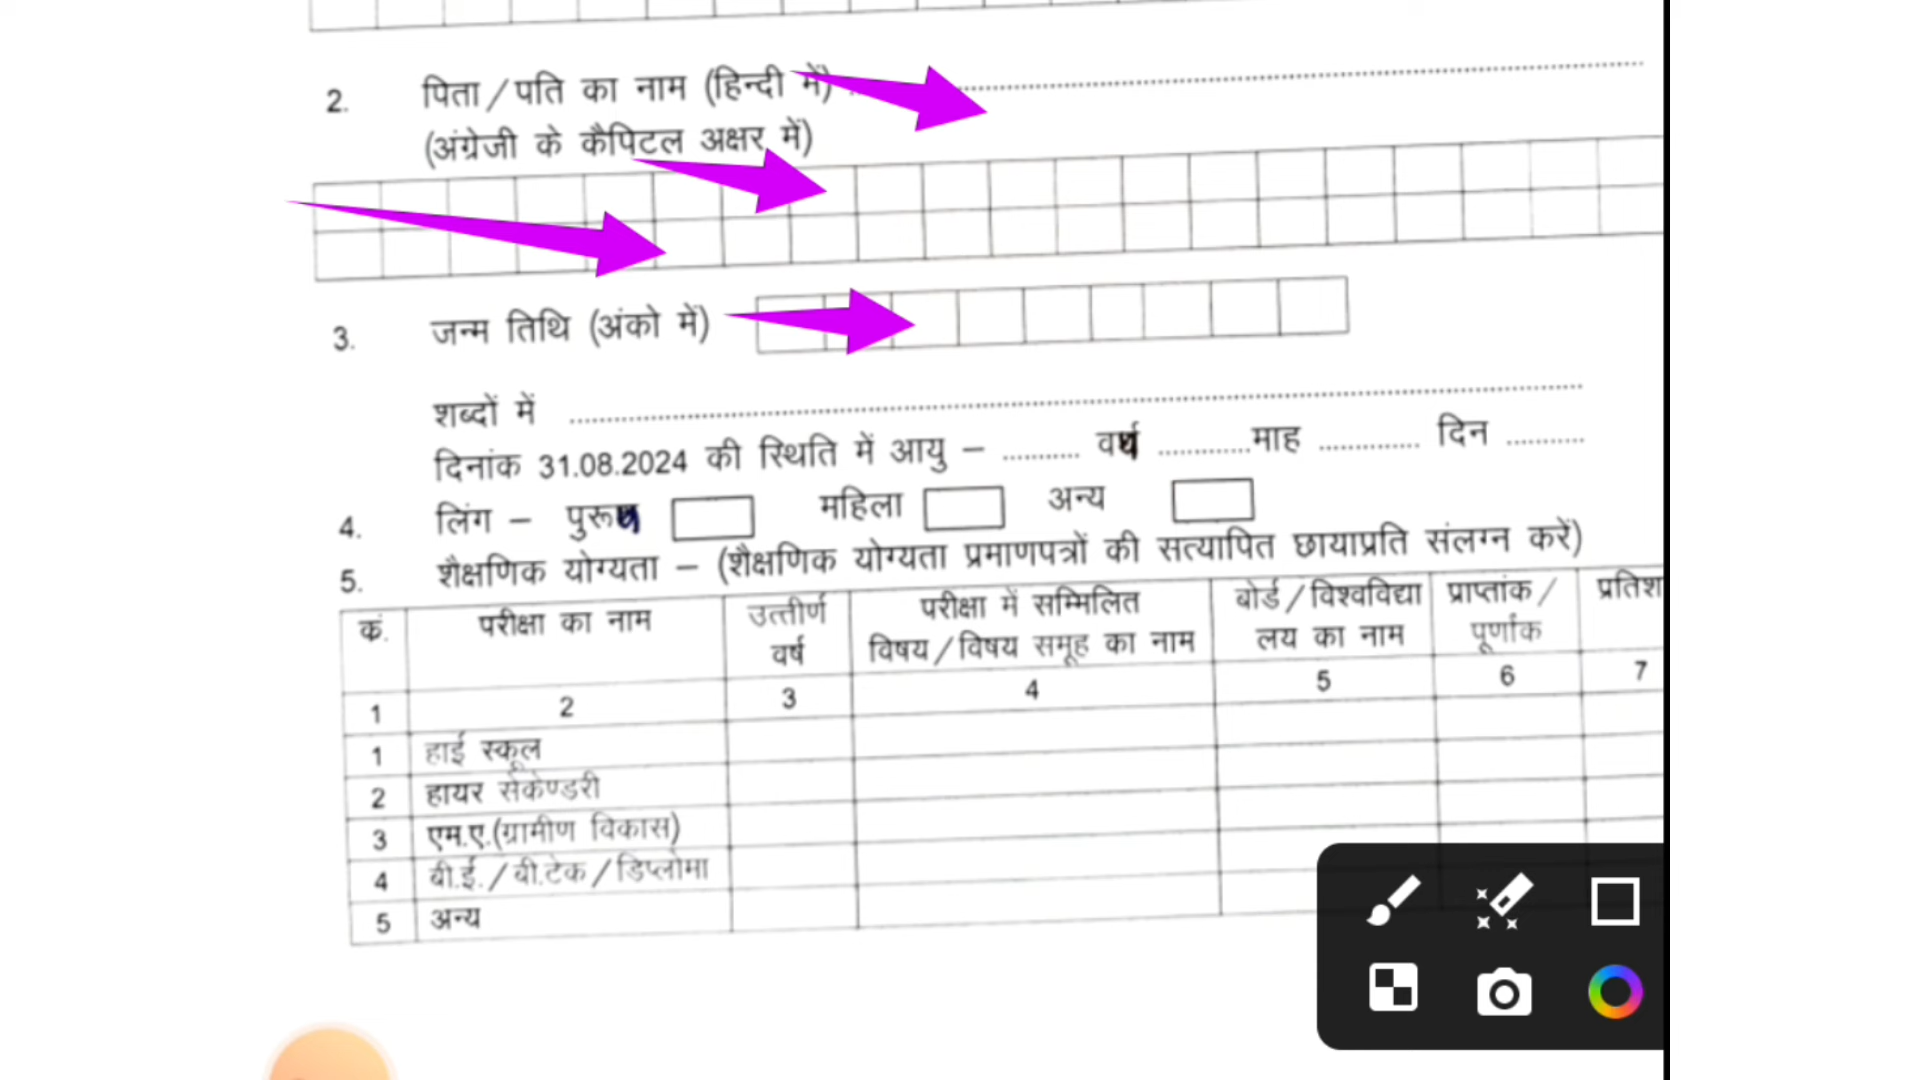 2. पिता/पति का नाम (हिन्दी में) ........................................
(अंग्रेजी के कैपिटल अक्षर में)
3. जन्म तिथि (अंको में)
शब्दों में ........................................
दिनांक 31.08.2024 की स्थिति में आयु – .......... वर्ष ............माह ............. दिन ..........
4. लिंग – पुरूष महिला अन्य
5. शैक्षणिक योग्यता – (शैक्षणिक योग्यता प्रमाणपत्रों की सत्यापित छायाप्रति संलग्न करें)
कं. परीक्षा का नाम उत्तीर्ण वर्ष परीक्षा में सम्मिलित विषय/विषय समूह का नाम बोर्ड/विश्वविद्या लय का नाम प्राप्तांक/ पूर्णांक प्रतिश
1 2 3 4 5 6 7
1 हाई स्कूल
2 हायर सेकेण्डरी
3 एम.ए.(ग्रामीण विकास)
4 बी.ई./बी.टेक/डिप्लोमा
5 अन्य